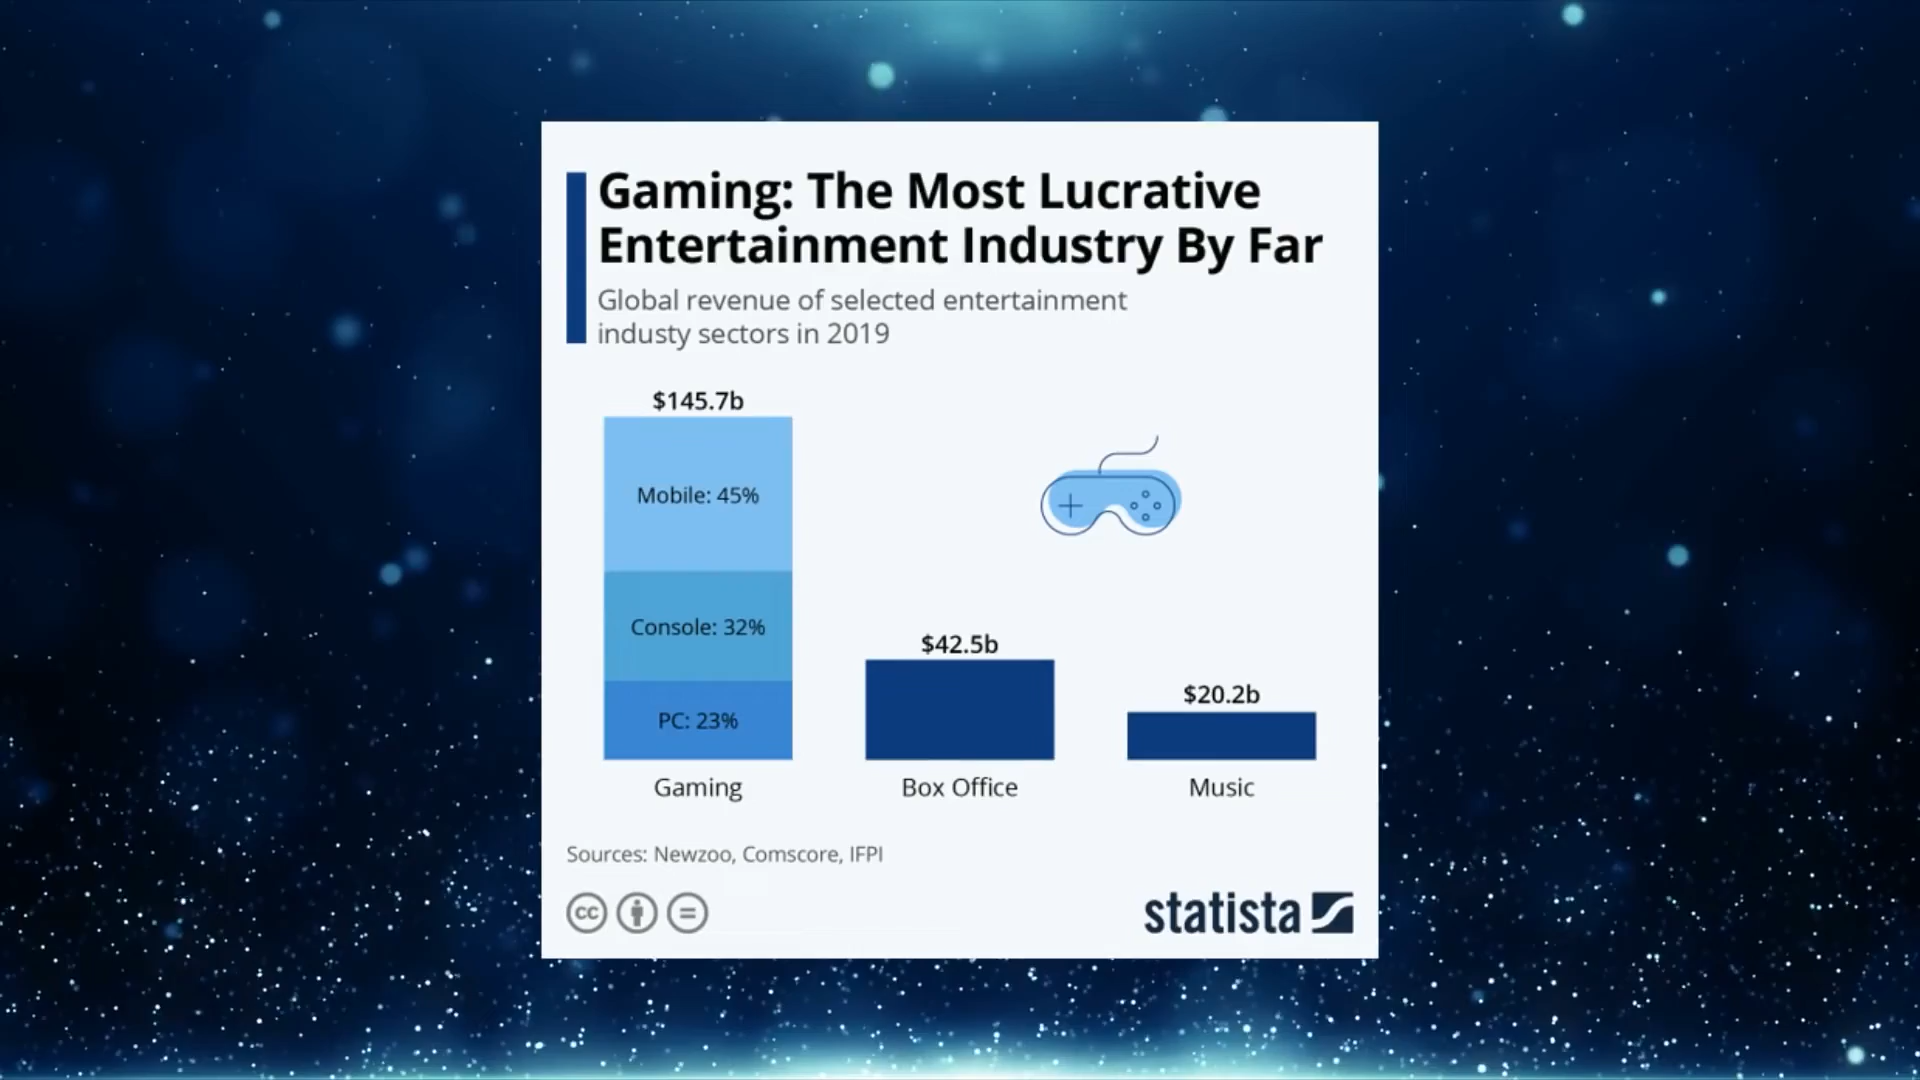 Gaming: The Most Lucrative
Entertainment Industry By Far
Global revenue of selected entertainment
industy sectors in 2019
$145.7b
Mobile: 45%
Console: 32%
PC: 23%
Gaming
$42.5b
Box Office
$20.2b
Music
Sources: Newzoo, Comscore, IFPI
cc
statista